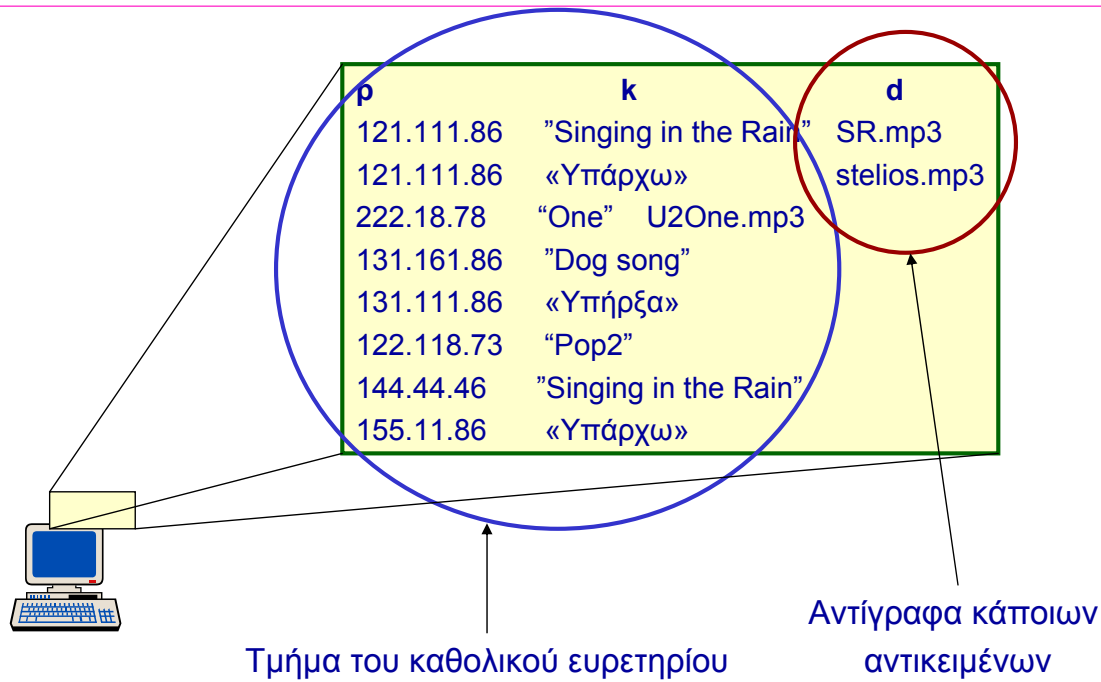 p k d
121.111.86 ”Singing in the Rain” SR.mp3
121.111.86 «Υπάρχω» stelios.mp3
222.18.78 “One” U2One.mp3
131.161.86 ”Dog song”
131.111.86 «Υπήρξα»
122.118.73 “Pop2”
144.44.46 ”Singing in the Rain”
155.11.86 «Υπάρχω»
Τμήμα του καθολικού ευρετηρίου
Αντίγραφα κάποιων
αντικειμένων